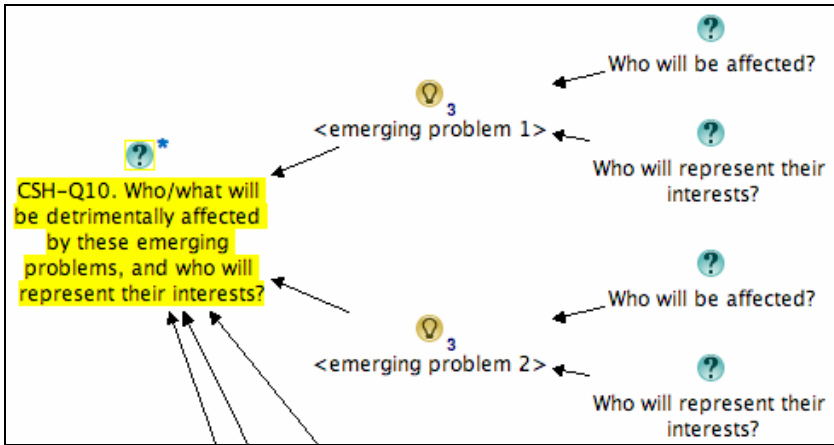 ?
*
CSH-Q10. Who/what will
be detrimentally affected
by these emerging
problems, and who will
represent their interests?
3
<emerging problem 1>
?
Who will be affected?
?
Who will represent their
interests?
3
<emerging problem 2>
?
Who will be affected?
?
Who will represent their
interests?